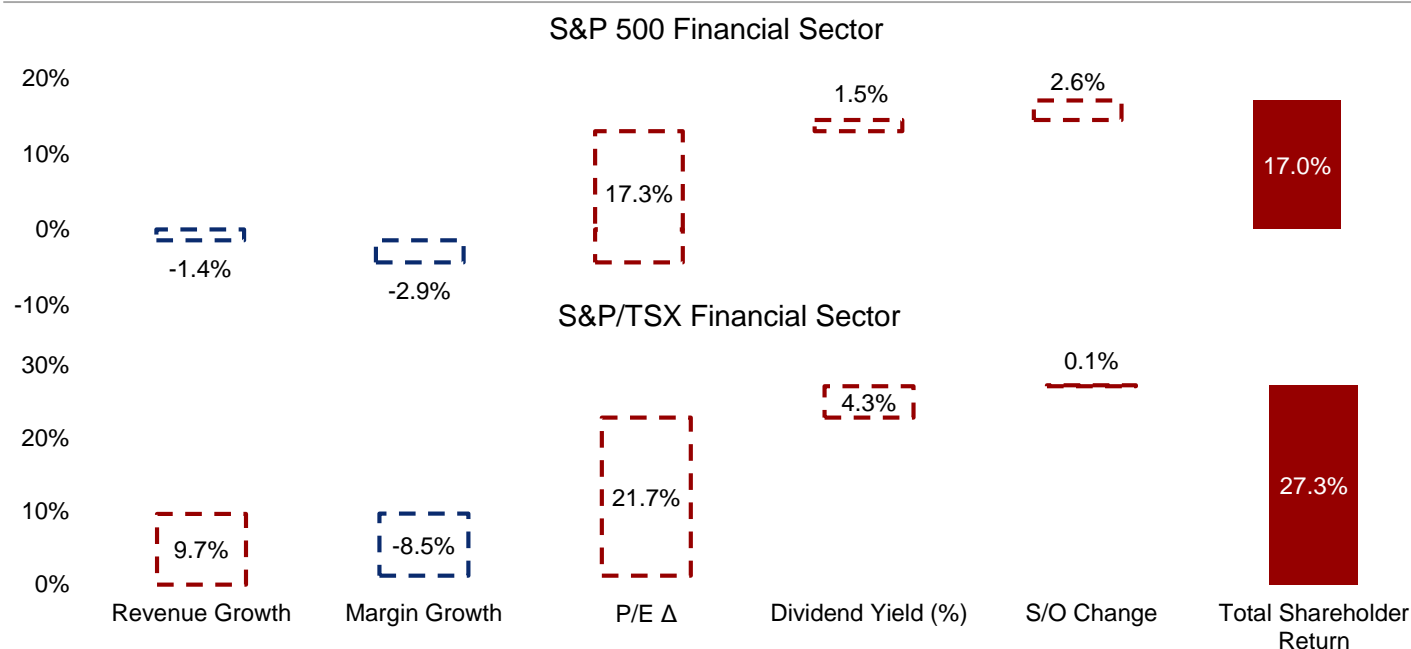 S&P 500 Financial Sector
20%
10%
0%
-10%
-1.4%
-2.9%
17.3%
1.5%
2.6%
17.0%
S&P/TSX Financial Sector
30%
20%
10%
0%
9.7%
-8.5%
21.7%
4.3%
0.1%
27.3%
Revenue Growth
Margin Growth
P/E Δ
Dividend Yield (%)
S/O Change
Total Shareholder
Return